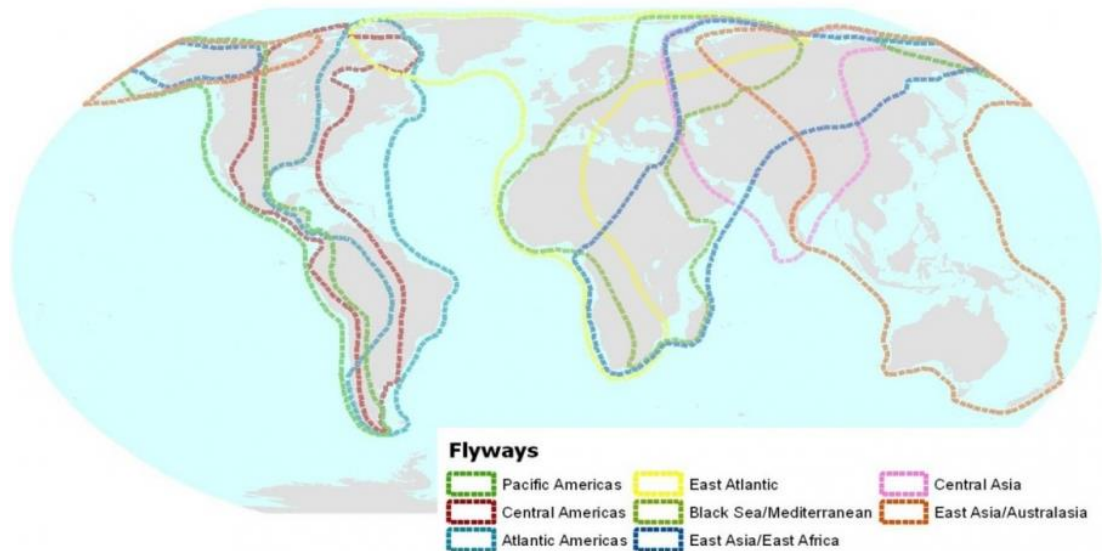 Flyways
Pacific Americas East Atlantic Central Asia
Central Americas Black Sea/Mediterranean East Asia/Australasia
Atlantic Americas East Asia/East Africa